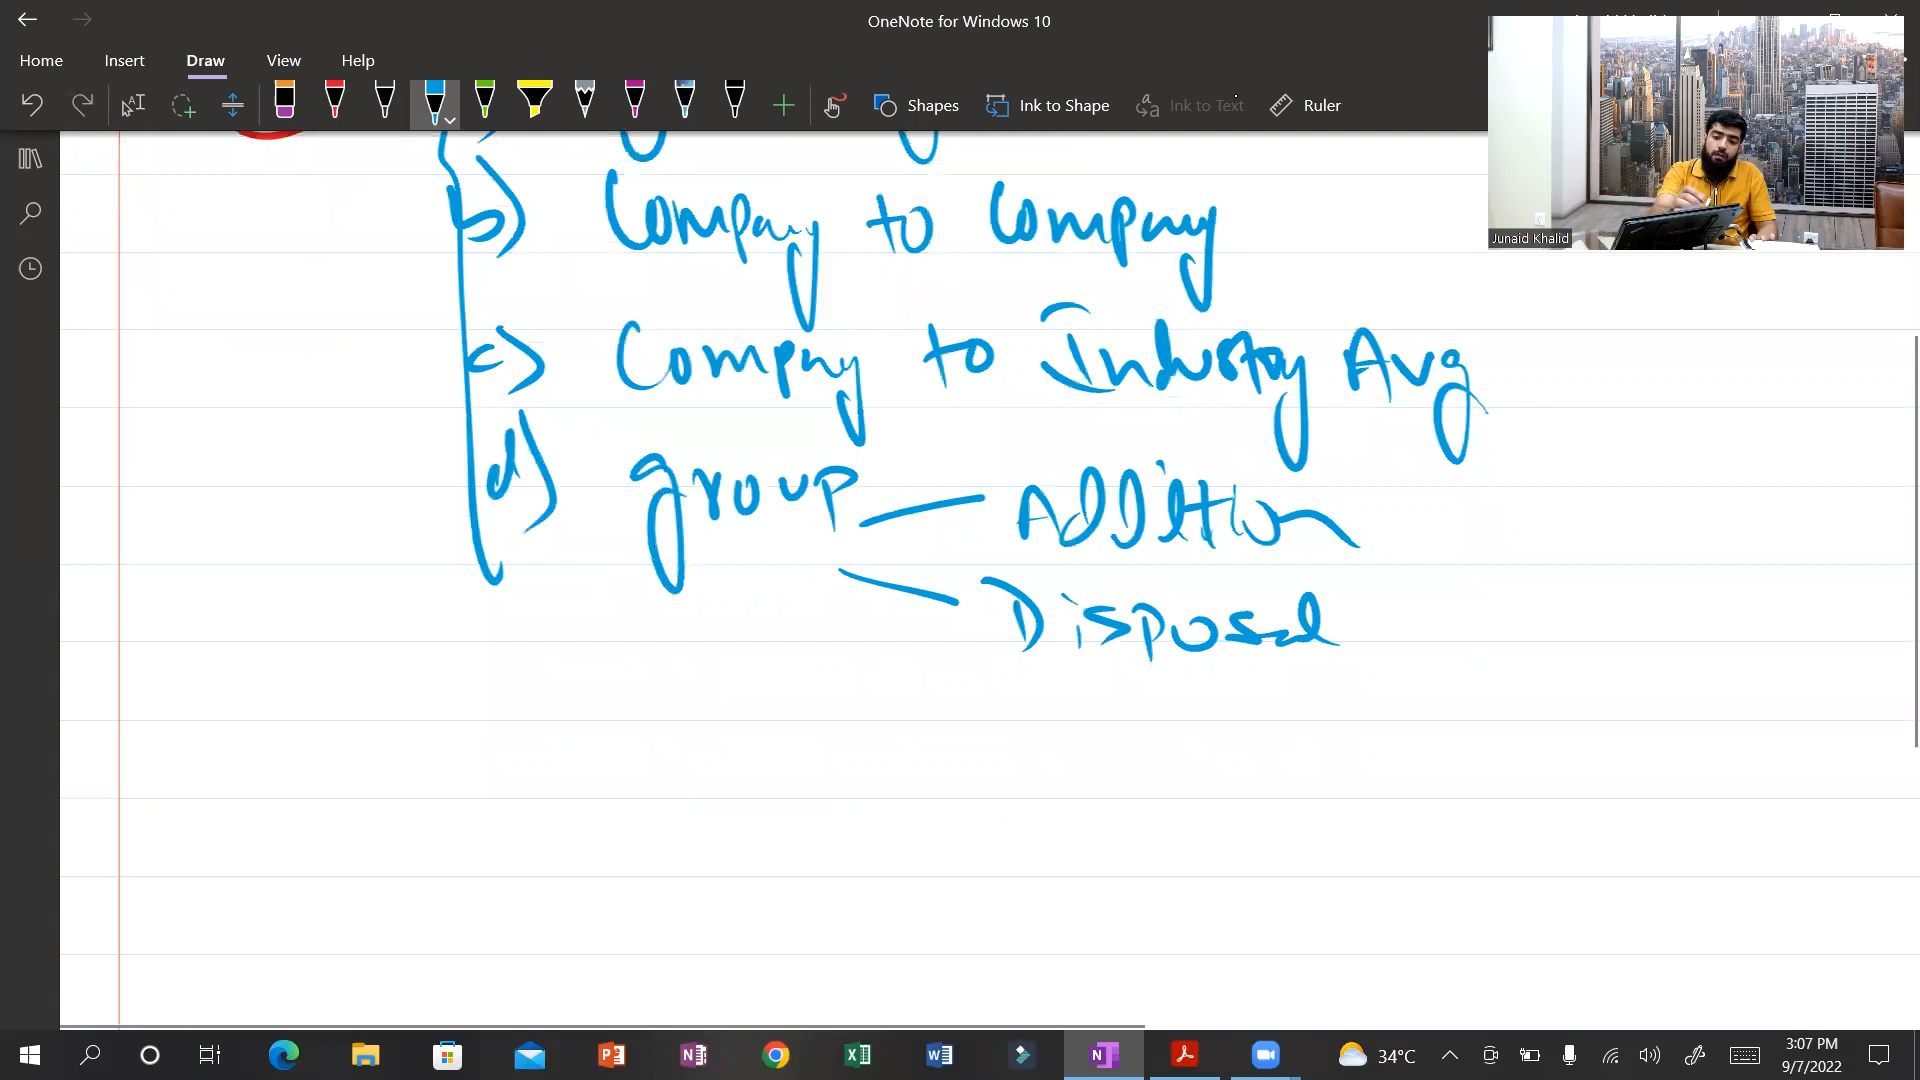 OneNote for Windows 10
Home Insert Draw View Help
Shapes Ink to Shape Ink to Text Ruler
Junaid Khalid
b) Company to Company
c) Company to Industry Avg
d) group Addition
Disposal
34°C
3:07 PM
9/7/2022